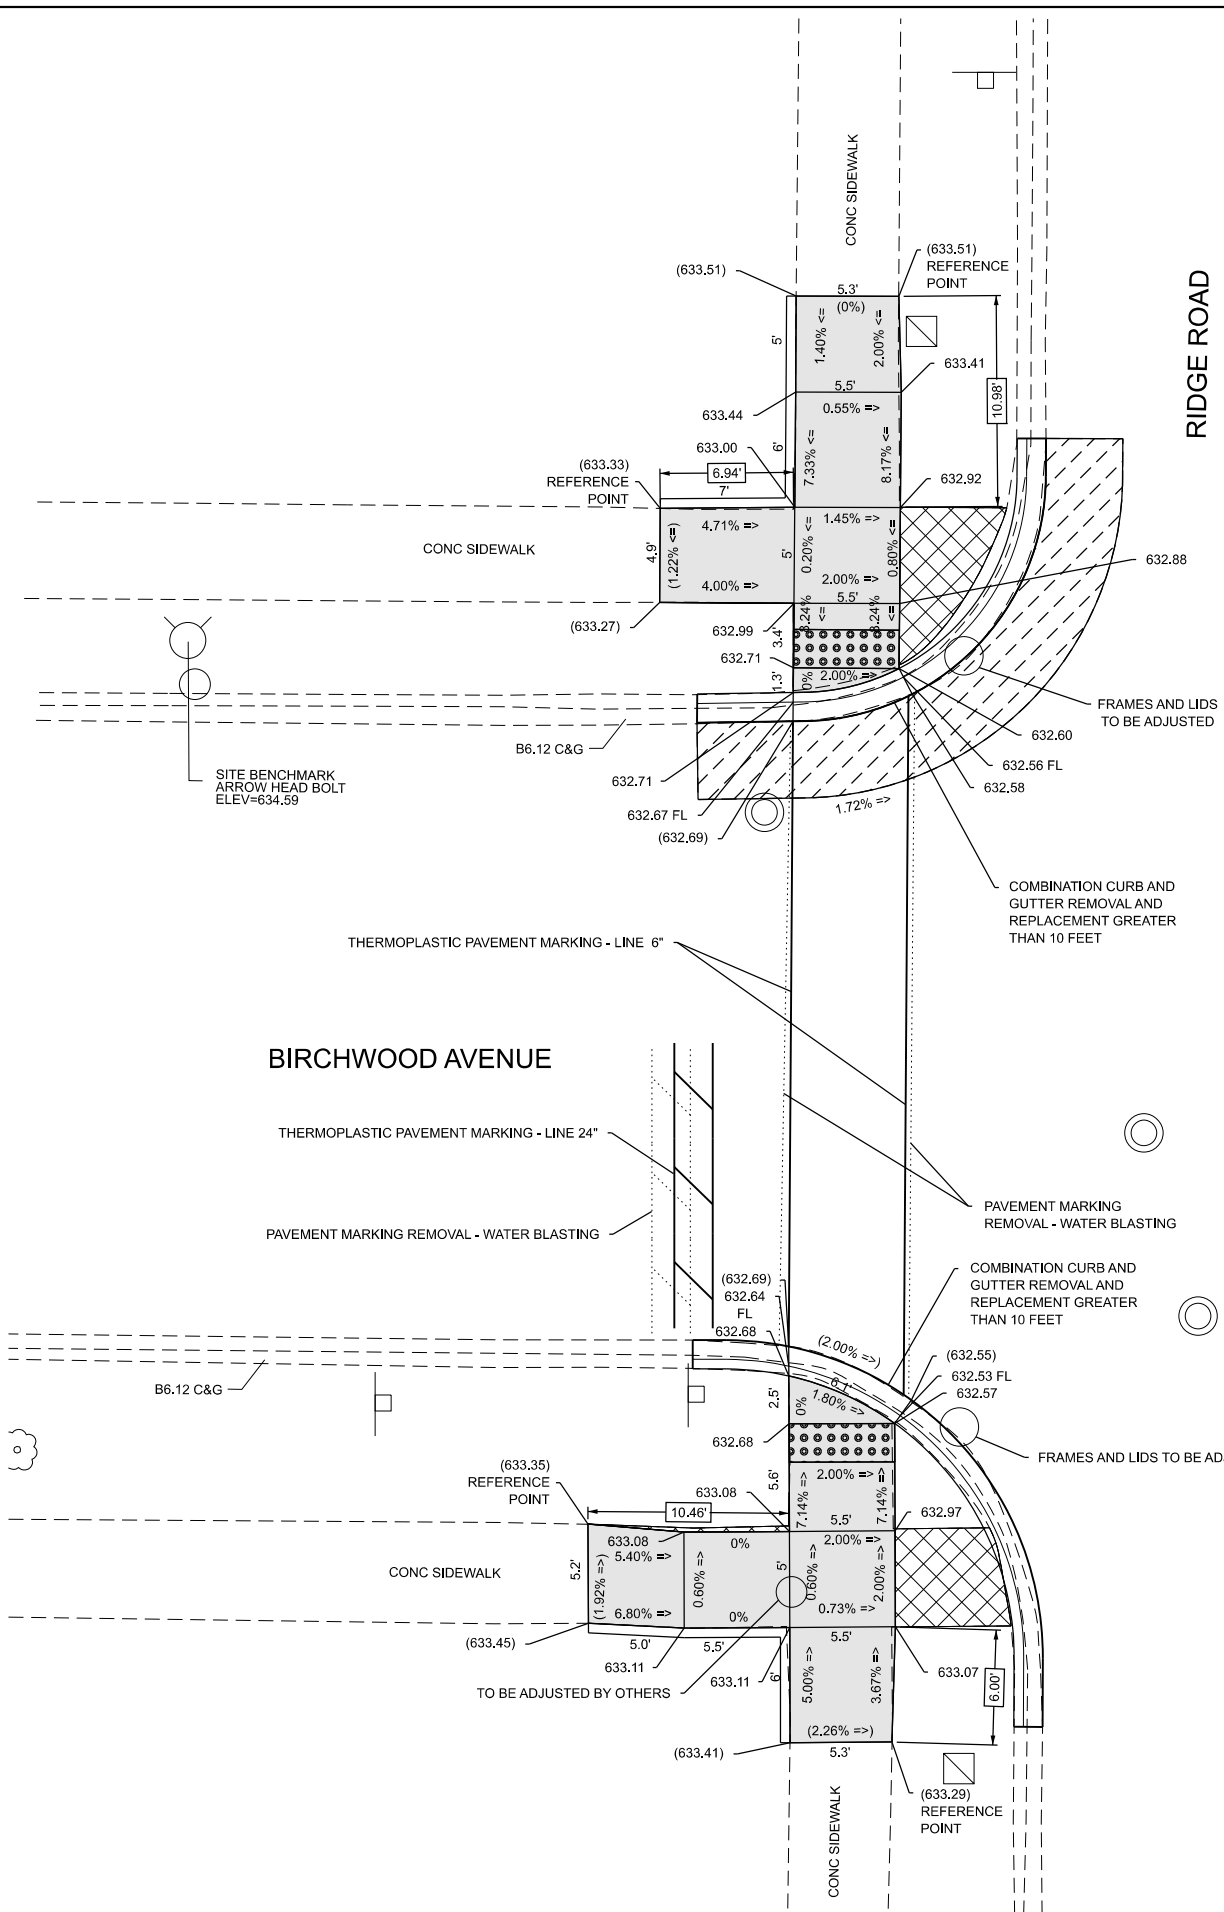 CONC SIDEWALK
(633.51)
REFERENCE
POINT
(633.51)
5.3'
(0%)
1.40% <=
2.00% <=
5'
RIDGE ROAD
633.41
5.5'
0.55% =>
633.44
10.98'
7.33% <=
8.17% <=
6'
633.00
(633.33)
REFERENCE
POINT
6.94'
7'
632.92
4.71% =>
1.45% =>
CONC SIDEWALK
4.9'
(1.22% <=)
5'
0.20% <=
0.80% <=
632.88
4.00% =>
2.00% =>
5.5'
(633.27)
632.99
3.4'
<=
<=
632.71
1.3'
0%
2.00% =>
FRAMES AND LIDS
TO BE ADJUSTED
632.60
B6.12 C&G
632.56 FL
SITE BENCHMARK
ARROW HEAD BOLT
ELEV=634.59
632.71
632.58
632.67 FL
1.72% =>
(632.69)
COMBINATION CURB AND
GUTTER REMOVAL AND
REPLACEMENT GREATER
THAN 10 FEET
THERMOPLASTIC PAVEMENT MARKING - LINE 6"
BIRCHWOOD AVENUE
THERMOPLASTIC PAVEMENT MARKING - LINE 24"
PAVEMENT MARKING
REMOVAL - WATER BLASTING
PAVEMENT MARKING REMOVAL - WATER BLASTING
COMBINATION CURB AND
GUTTER REMOVAL AND
REPLACEMENT GREATER
THAN 10 FEET
(632.69)
632.64
FL
632.68
(2.00% =>)
(632.55)
632.53 FL
632.57
B6.12 C&G
6.1'
1.80% =>
2.5'
0%
632.68
FRAMES AND LIDS TO BE AD
(633.35)
REFERENCE
POINT
5.6'
2.00% =>
633.08
7.14% =>
7.14% =>
10.46'
5.5'
632.97
633.08
0%
2.00% =>
5.40% =>
CONC SIDEWALK
5.2'
(1.92% =>)
0.60% =>
5'
0.60% =>
2.00% =>
6.80% =>
0%
0.73% =>
(633.45)
5.0'
5.5'
5.5'
633.11
633.11
6'
5.00% =>
3.67% =>
633.07
6.00'
TO BE ADJUSTED BY OTHERS
(2.26% =>)
(633.41)
5.3'
(633.29)
REFERENCE
POINT
CONC SIDEWALK